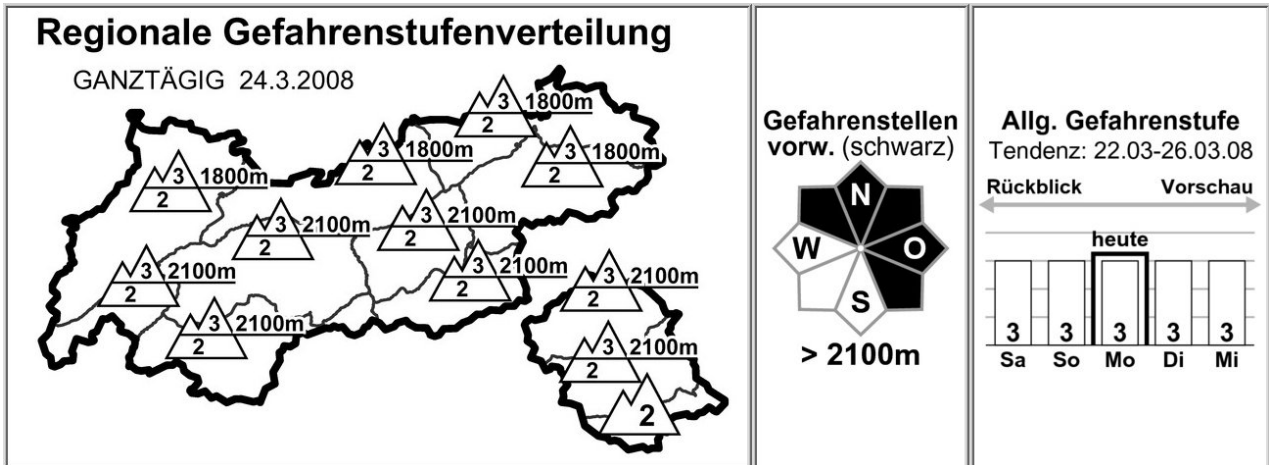 Regionale Gefahrenstufenverteilung
GANZTÄGIG 24.3.2008
3 1800m
2
3 1800m
2
3 1800m
2
3 1800m
2
3 2100m
2
3 2100m
2
3 2100m
2
3 2100m
2
3 2100m
2
3 2100m
2
3 2100m
2
2
Gefahrenstellen
vorw. (schwarz)
N
W O
S
> 2100m
Allg. Gefahrenstufe
Tendenz: 22.03-26.03.08
Rückblick Vorschau
heute
3 3 3 3 3
Sa So Mo Di Mi